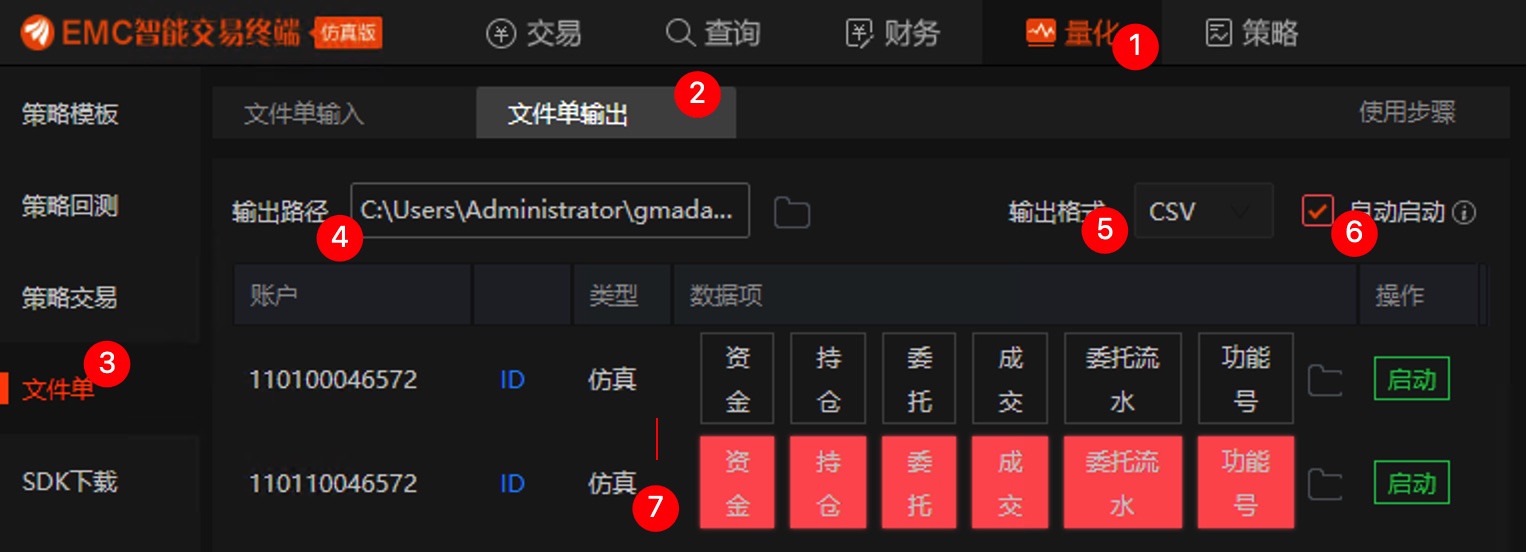 EMC智能交易终端 仿真版 交易 查询 财务 量化 1 策略
策略模板
策略回测
策略交易
3
文件单
SDK下载
文件单输入 文件单输出 2 使用步骤
输出路径 4 C:\Users\Administrator\gmada... 输出格式 5 CSV 6 自动启动
账户 类型 数据项 操作
110100046572 ID 仿真 资金 持仓 委托 成交 委托流水 功能号 启动
110110046572 ID 仿真 7 资金 持仓 委托 成交 委托流水 功能号 启动